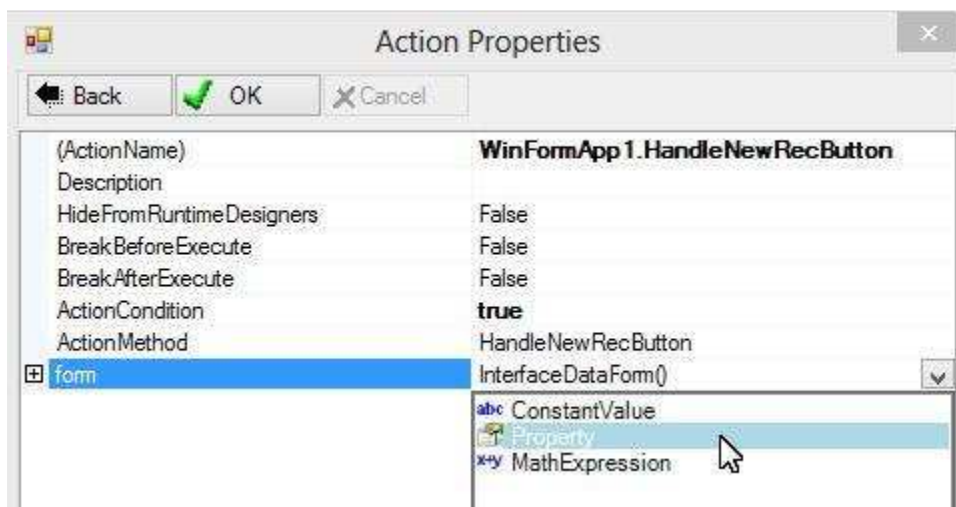 Action Properties
Back OK Cancel
(ActionName) WinFormApp1.HandleNewRecButton
Description
HideFromRuntimeDesigners False
BreakBeforeExecute False
BreakAfterExecute False
ActionCondition true
ActionMethod HandleNewRecButton
form InterfaceDataForm()
abc ConstantValue
Property
x+y MathExpression